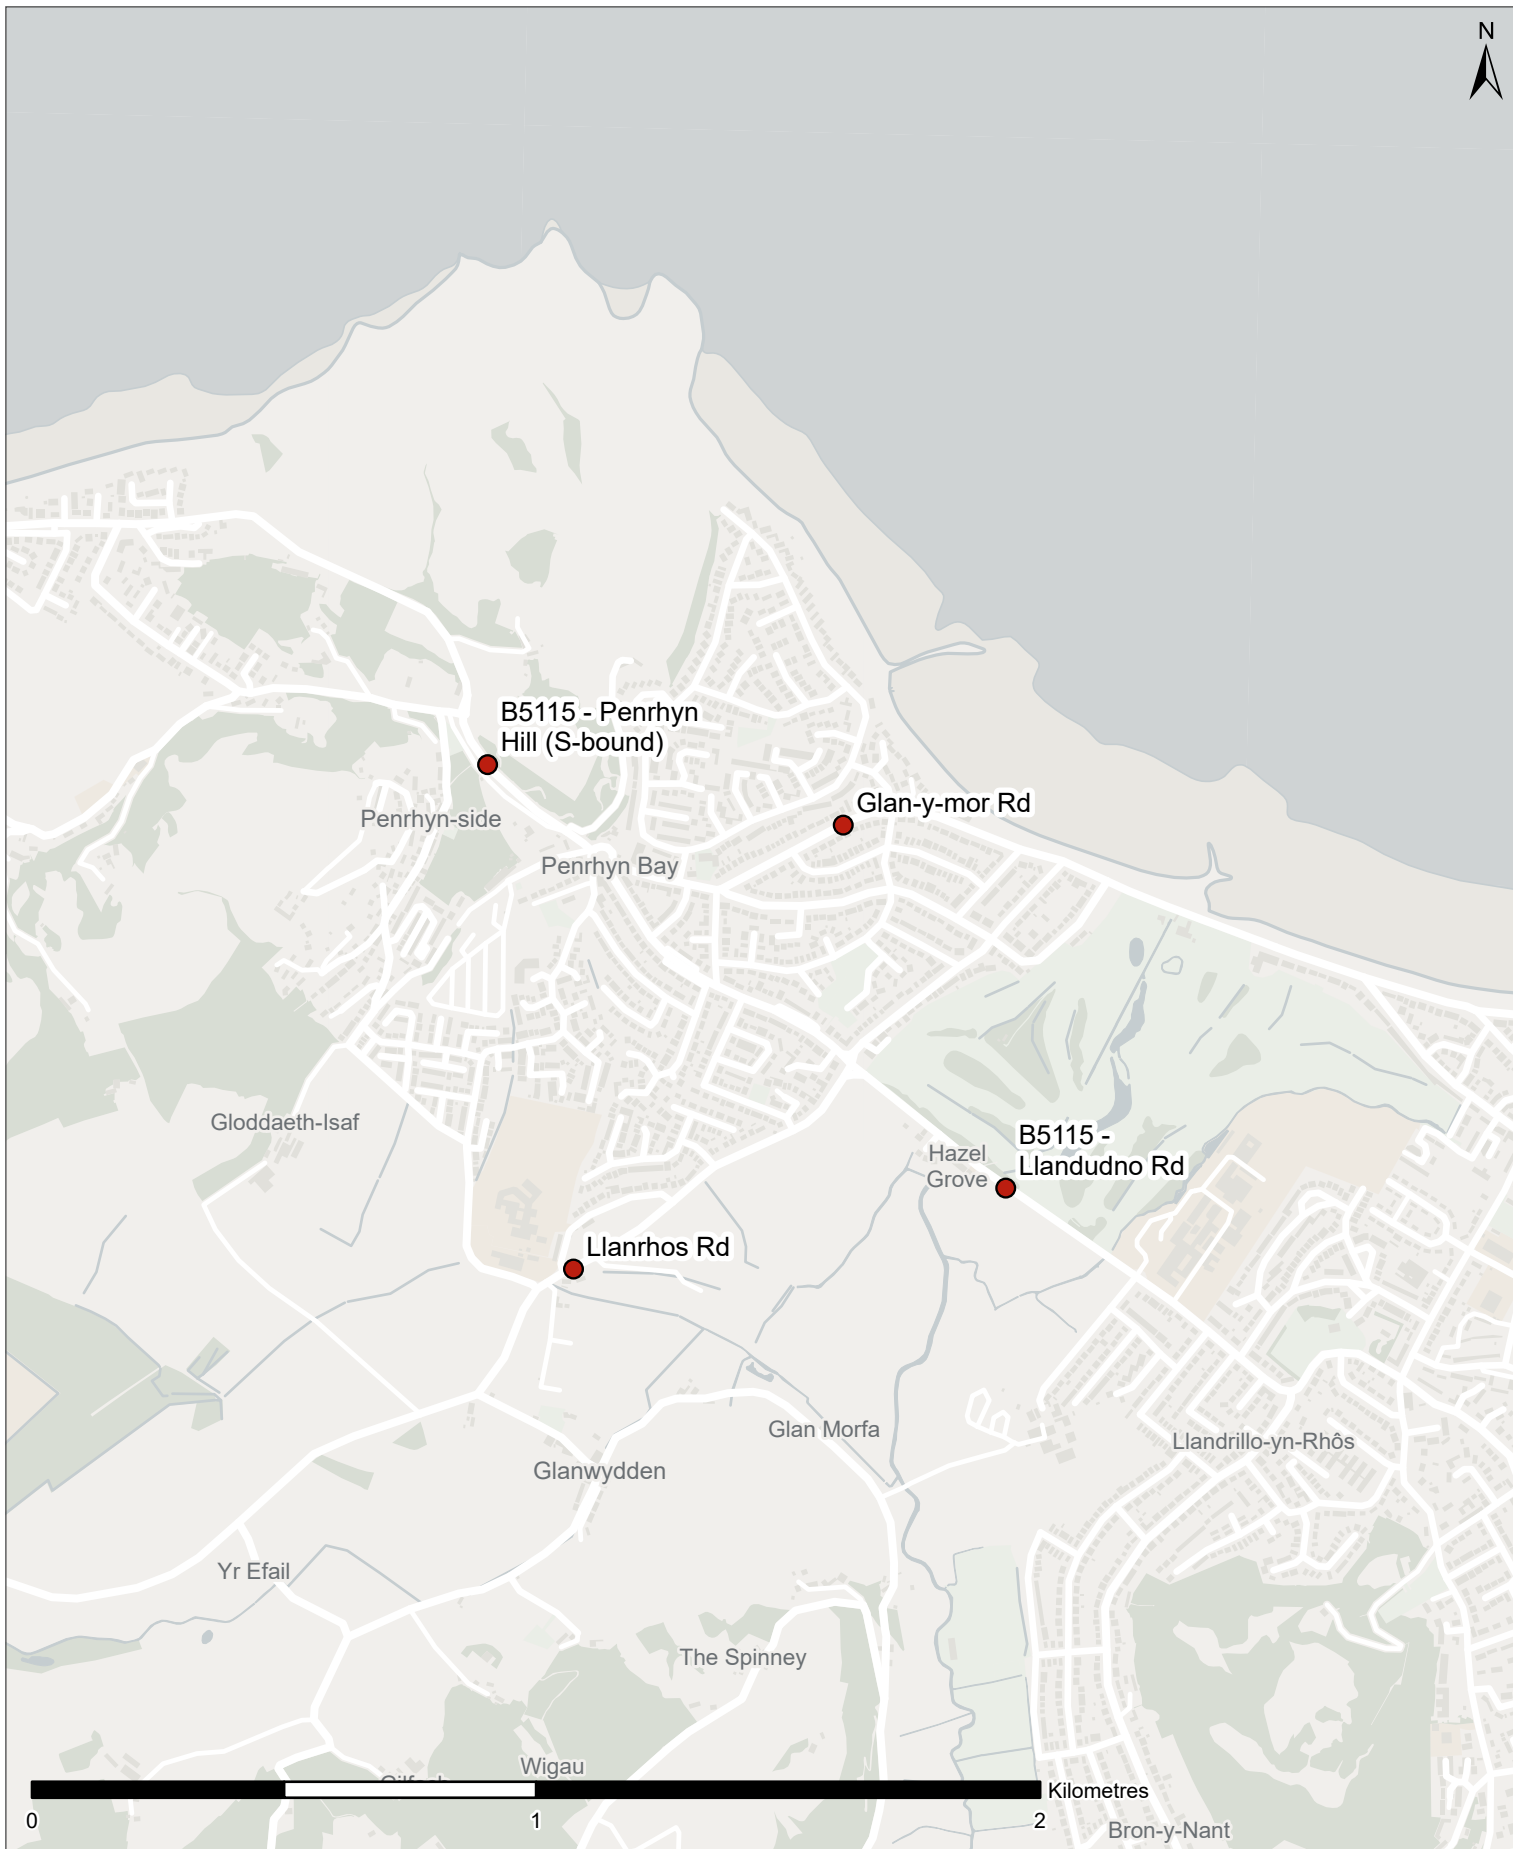 N
B5115 - Penrhyn
Hill (S-bound)
Glan-y-mor Rd
Penrhyn-side
Penrhyn Bay
Gloddaeth-Isaf
B5115 -
Llandudno Rd
Hazel
Grove
Llanrhos Rd
Glan Morfa
Llandrillo-yn-Rhôs
Glanwydden
Yr Efail
The Spinney
Wigau
Kilometres
0
1
2
Bron-y-Nant